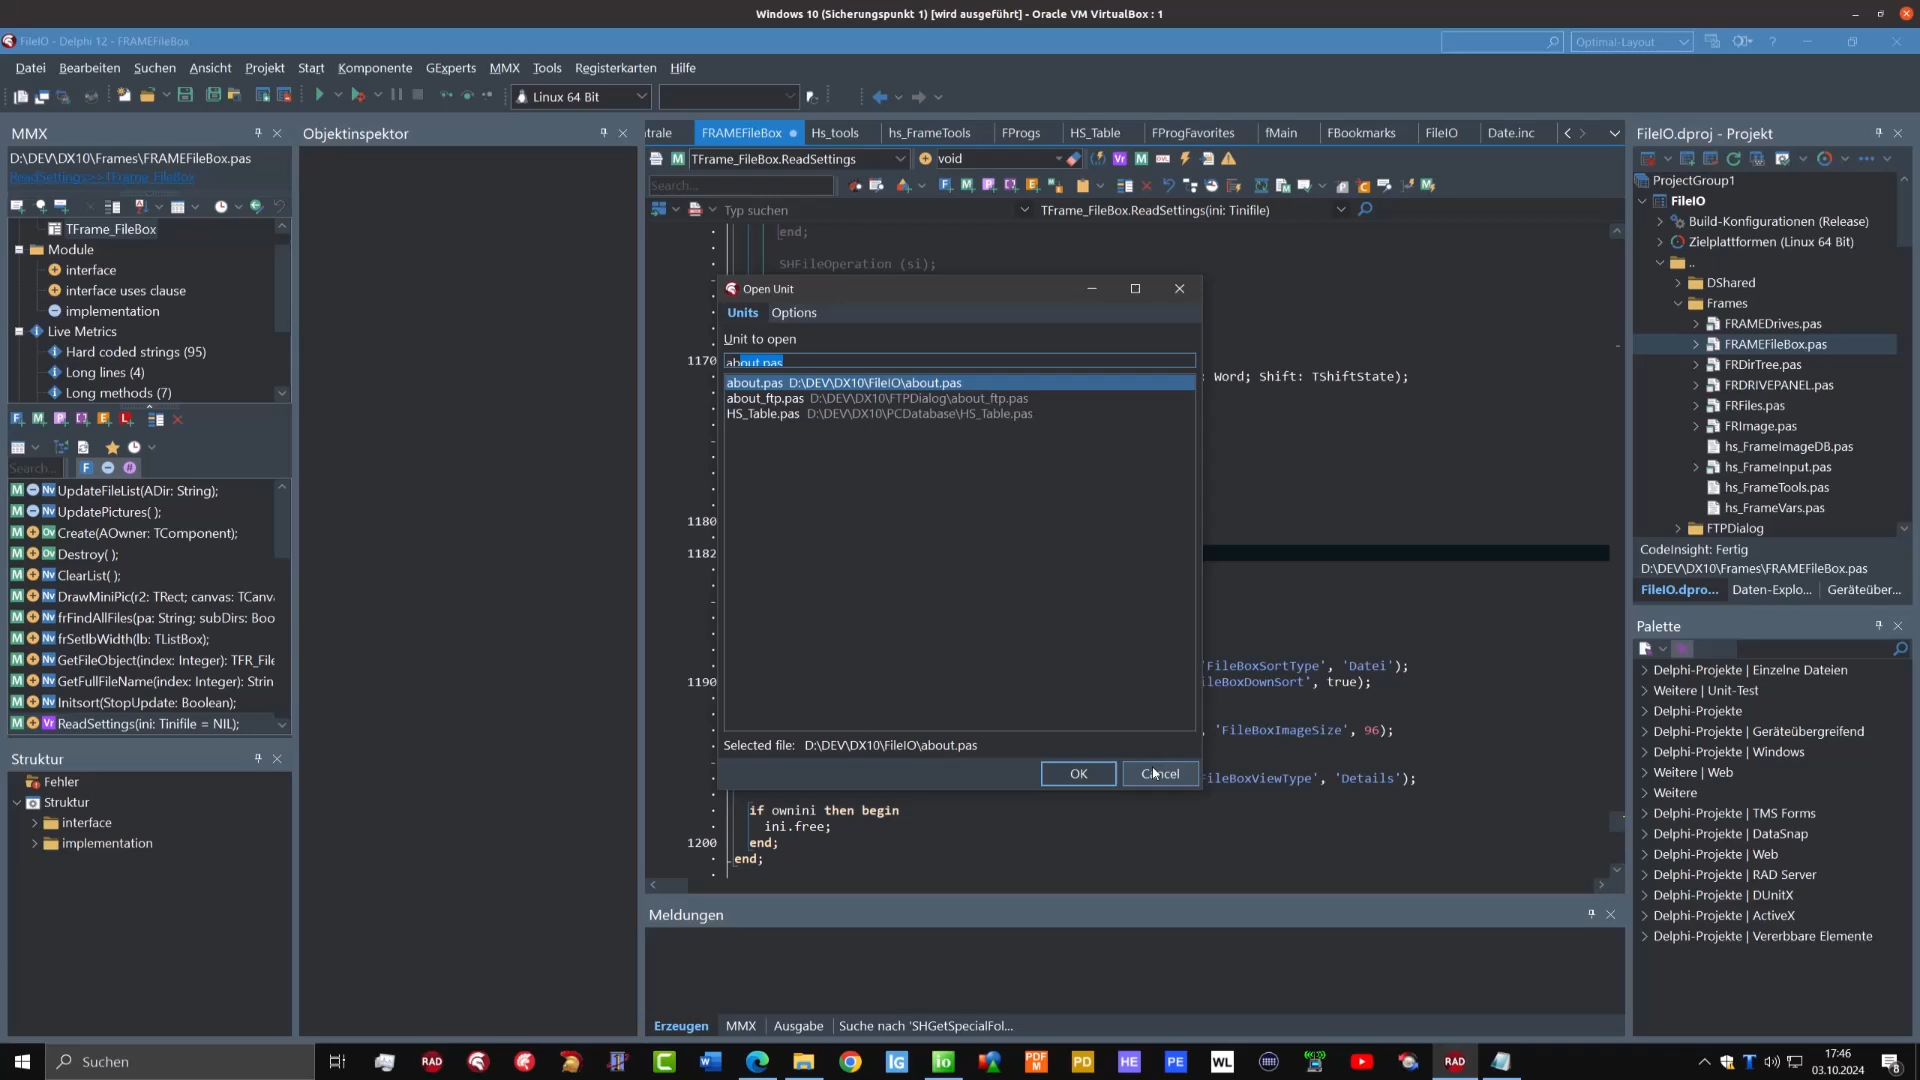 Windows 10 (Sicherungspunkt 1) [wird ausgeführt] - Oracle VM VirtualBox : 1
FileIO - Delphi 12 - FRAMEFileBox
Optimal-Layout
Datei Bearbeiten Suchen Ansicht Projekt Start Komponente GExperts MMX Tools Registerkarten Hilfe
Linux 64 Bit
MMX
D:\DEV\DX10\Frames\FRAMEFileBox.pas
ReadSettings>>TFrame_FileBox
TFrame_FileBox
Module
interface
interface uses clause
implementation
Live Metrics
Hard coded strings (95)
Long lines (4)
Long methods (7)
Search...
UpdateFileList(ADir: String);
UpdatePictures( );
Create(AOwner: TComponent);
Destroy( );
ClearList( );
DrawMiniPic(r2: TRect; canvas: TCanv
frFindAllFiles(pa: String; subDirs: Boo
frSetlbWidth(lb: TListBox);
GetFileObject(index: Integer): TFR_File
GetFullFileName(index: Integer): Strin
Initsort(StopUpdate: Boolean);
ReadSettings(ini: Tinifile = NIL);
Struktur
Fehler
Struktur
interface
implementation
Objektinspektor
trale FRAMEFileBox Hs_tools hs_FrameTools FProgs HS_Table FProgFavorites fMain FBookmarks FileIO Date.inc
TFrame_FileBox.ReadSettings void
Search...
Typ suchen TFrame_FileBox.ReadSettings(ini: Tinifile)
end;
SHFileOperation (si);
1170
Word; Shift: TShiftState);
1180
1182
'FileBoxSortType', 'Datei');
1190 ileBoxDownSort', true);
, 'FileBoxImageSize', 96);
FileBoxViewType', 'Details');
if ownini then begin
ini.free;
1200 end;
end;
Open Unit
Units Options
Unit to open
about.pas
about.pas D:\DEV\DX10\FileIO\about.pas
about_ftp.pas D:\DEV\DX10\FTPDialog\about_ftp.pas
HS_Table.pas D:\DEV\DX10\PCDatabase\HS_Table.pas
Selected file: D:\DEV\DX10\FileIO\about.pas
OK Cancel
Meldungen
Erzeugen MMX Ausgabe Suche nach 'SHGetSpecialFol...
FileIO.dproj - Projekt
ProjectGroup1
FileIO
Build-Konfigurationen (Release)
Zielplattformen (Linux 64 Bit)
..
DShared
Frames
FRAMEDrives.pas
FRAMEFileBox.pas
FRDirTree.pas
FRDRIVEPANEL.pas
FRFiles.pas
FRImage.pas
hs_FrameImageDB.pas
hs_FrameInput.pas
hs_FrameTools.pas
hs_FrameVars.pas
FTPDialog
CodeInsight: Fertig
D:\DEV\DX10\Frames\FRAMEFileBox.pas
FileIO.dpro... Daten-Explo... Geräteüber...
Palette
Delphi-Projekte | Einzelne Dateien
Weitere | Unit-Test
Delphi-Projekte
Delphi-Projekte | Geräteübergreifend
Delphi-Projekte | Windows
Weitere | Web
Weitere
Delphi-Projekte | TMS Forms
Delphi-Projekte | DataSnap
Delphi-Projekte | Web
Delphi-Projekte | RAD Server
Delphi-Projekte | DUnitX
Delphi-Projekte | ActiveX
Delphi-Projekte | Vererbbare Elemente
Suchen
17:46
03.10.2024